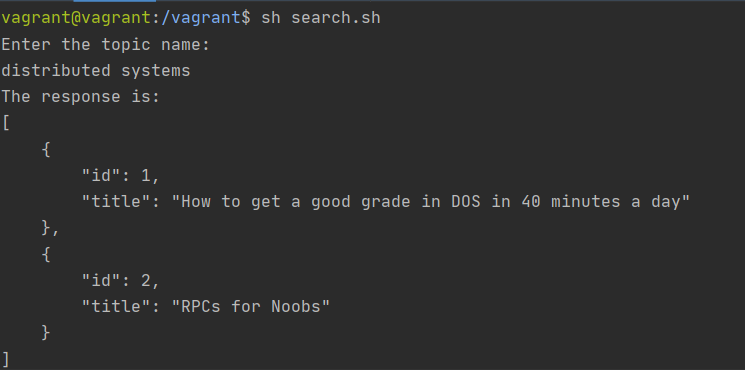 vagrant@vagrant:/vagrant$ sh search.sh
Enter the topic name:
distributed systems
The response is:
[
    {
        "id": 1,
        "title": "How to get a good grade in DOS in 40 minutes a day"
    },
    {
        "id": 2,
        "title": "RPCs for Noobs"
    }
]